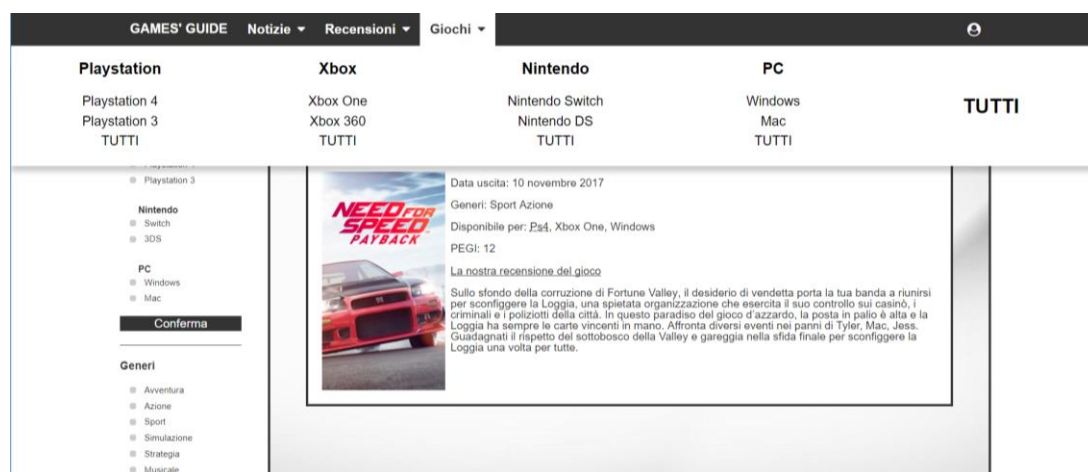 GAMES' GUIDE Notizie Recensioni Giochi
Playstation Xbox Nintendo PC
Playstation 4 Xbox One Nintendo Switch Windows
Playstation 3 Xbox 360 Nintendo DS Mac
TUTTI TUTTI TUTTI TUTTI
TUTTI
Playstation 3
Nintendo
Switch
3DS
PC
Windows
Mac
Conferma
Generi
Avventura
Azione
Sport
Simulazione
Strategia
Musicale
NEED FOR
SPEED
PAYBACK
Data uscita: 10 novembre 2017
Generi: Sport Azione
Disponibile per: Ps4, Xbox One, Windows
PEGI: 12
La nostra recensione del gioco
Sullo sfondo della corruzione di Fortune Valley, il desiderio di vendetta porta la tua banda a riunirsi
per sconfiggere la Loggia, una spietata organizzazione che esercita il suo controllo sui casinò, i
criminali e i poliziotti della città. In questo paradiso del gioco d'azzardo, la posta in palio è alta e la
Loggia ha sempre le carte vincenti in mano. Affronta diversi eventi nei panni di Tyler, Mac, Jess.
Guadagnati il rispetto del sottobosco della Valley e gareggia nella sfida finale per sconfiggere la
Loggia una volta per tutte.